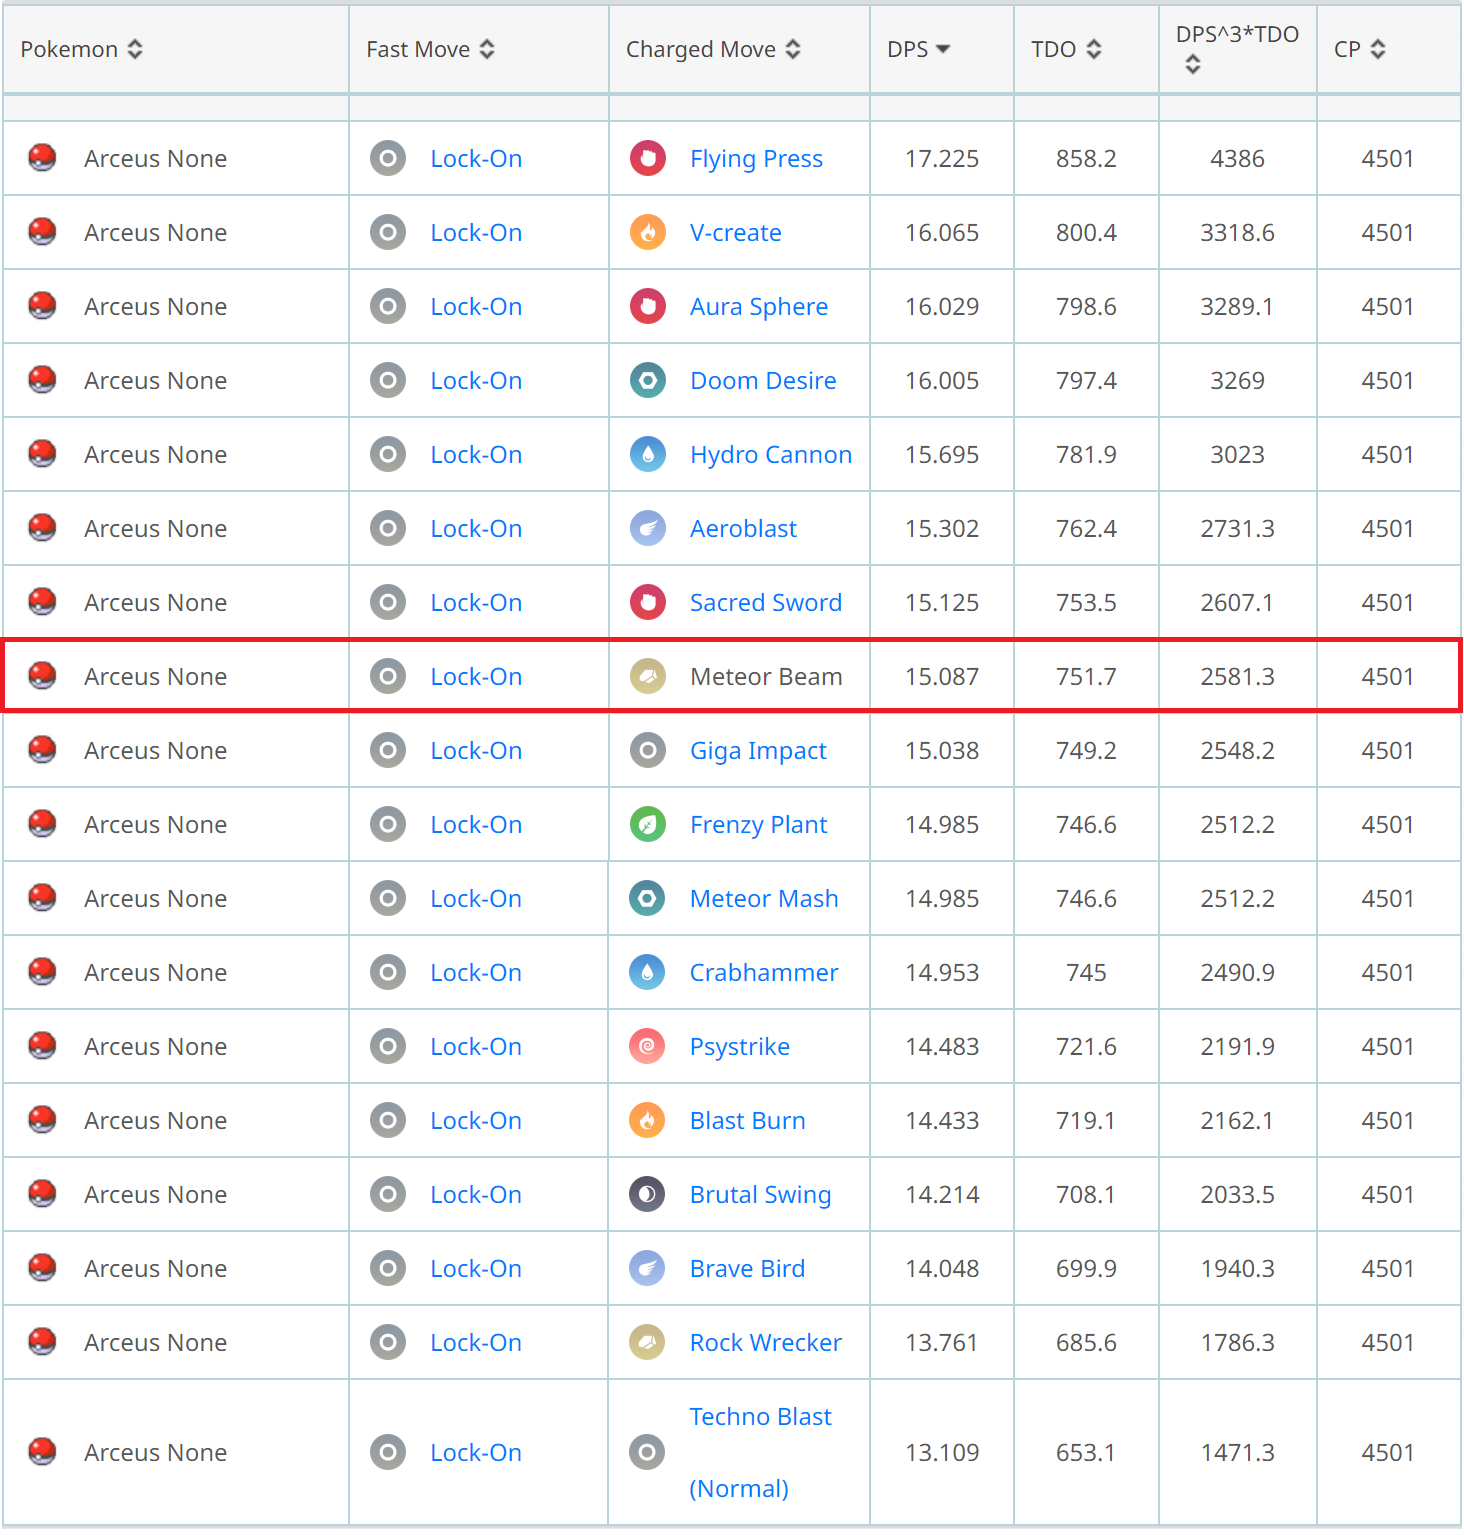 Pokemon Fast Move Charged Move DPS TDO DPS^3*TDO CP
Arceus None Lock-On Flying Press 17.225 858.2 4386 4501
Arceus None Lock-On V-create 16.065 800.4 3318.6 4501
Arceus None Lock-On Aura Sphere 16.029 798.6 3289.1 4501
Arceus None Lock-On Doom Desire 16.005 797.4 3269 4501
Arceus None Lock-On Hydro Cannon 15.695 781.9 3023 4501
Arceus None Lock-On Aeroblast 15.302 762.4 2731.3 4501
Arceus None Lock-On Sacred Sword 15.125 753.5 2607.1 4501
Arceus None Lock-On Meteor Beam 15.087 751.7 2581.3 4501
Arceus None Lock-On Giga Impact 15.038 749.2 2548.2 4501
Arceus None Lock-On Frenzy Plant 14.985 746.6 2512.2 4501
Arceus None Lock-On Meteor Mash 14.985 746.6 2512.2 4501
Arceus None Lock-On Crabhammer 14.953 745 2490.9 4501
Arceus None Lock-On Psystrike 14.483 721.6 2191.9 4501
Arceus None Lock-On Blast Burn 14.433 719.1 2162.1 4501
Arceus None Lock-On Brutal Swing 14.214 708.1 2033.5 4501
Arceus None Lock-On Brave Bird 14.048 699.9 1940.3 4501
Arceus None Lock-On Rock Wrecker 13.761 685.6 1786.3 4501
Techno Blast
Arceus None Lock-On 13.109 653.1 1471.3 4501
(Normal)